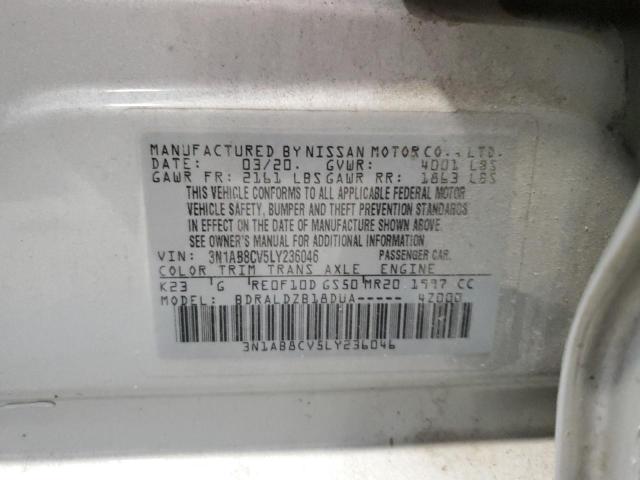 MANUFACTURED BY NISSAN MOTOR CO., LTD.
DATE: 03/20. GVWR: 4001 LBS
GAWR FR: 2161 LBS GAWR RR: 1863 LBS
THIS VEHICLE CONFORMS TO ALL APPLICABLE FEDERAL MOTOR
VEHICLE SAFETY, BUMPER AND THEFT PREVENTION STANDARDS
IN EFFECT ON THE DATE OF MANUFACTURE SHOWN ABOVE.
SEE OWNER'S MANUAL FOR ADDITIONAL INFORMATION.
VIN: 3N1AB8CV5LY236046 PASSENGER CAR.
COLOR TRIM TRANS AXLE ENGINE
K23 G RE0F10D GS50 MR20 1997 CC
MODEL: BDRALDZB18DUA----- 4Z000
3N1AB8CV5LY236046